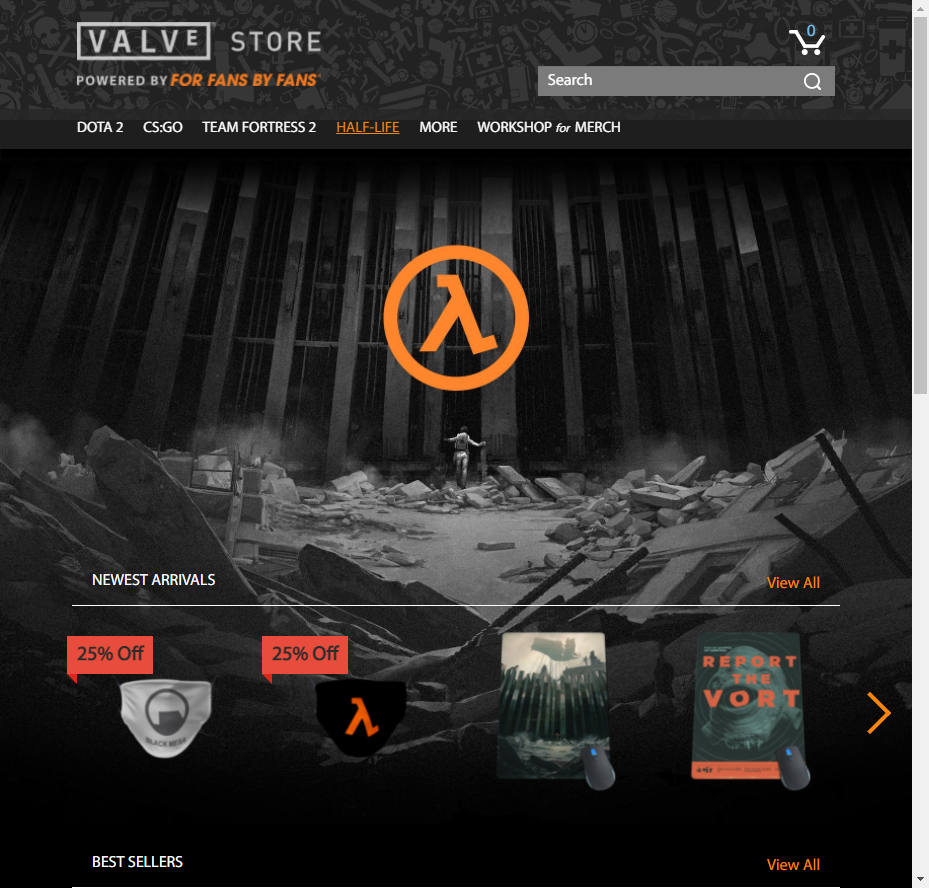 VALVE STORE
0
POWERED BY FOR FANS BY FANS
Search
DOTA 2 CS:GO TEAM FORTRESS 2 HALF-LIFE MORE WORKSHOP for MERCH
λ
NEWEST ARRIVALS View All
25% Off 25% Off
REPORT
THE
VORT
BLACK MESA
λ
BEST SELLERS View All